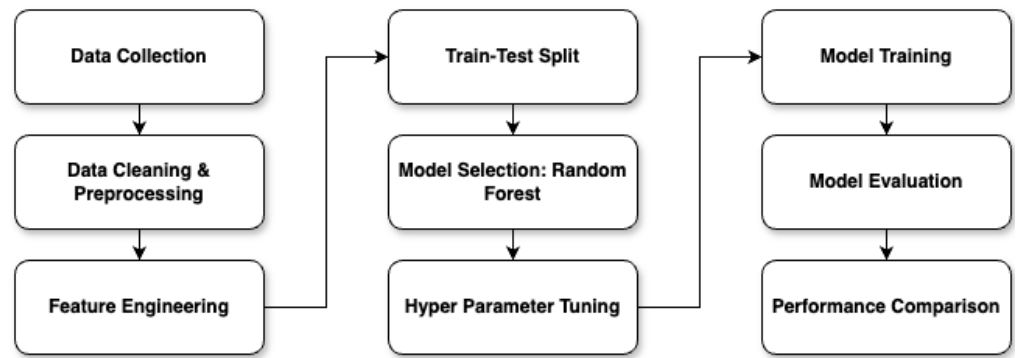 Data Collection
Data Cleaning &
Preprocessing
Feature Engineering
Train-Test Split
Model Selection: Random
Forest
Hyper Parameter Tuning
Model Training
Model Evaluation
Performance Comparison